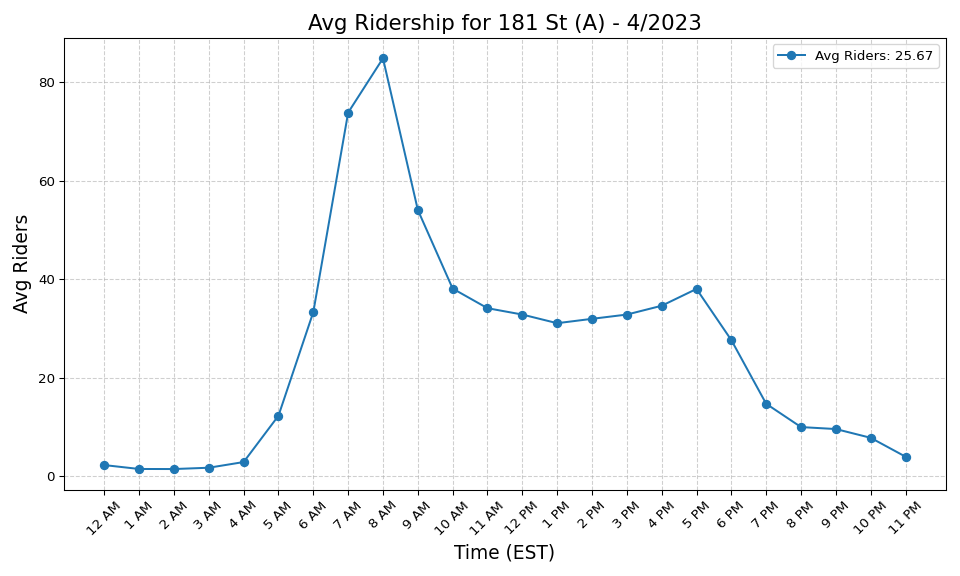 Avg Ridership for 181 St (A) - 4/2023
Avg Riders: 25.67
Avg Riders
80
60
40
20
0
12 AM
1 AM
2 AM
3 AM
4 AM
5 AM
6 AM
7 AM
8 AM
9 AM
10 AM
11 AM
12 PM
1 PM
2 PM
3 PM
4 PM
5 PM
6 PM
7 PM
8 PM
9 PM
10 PM
11 PM
Time (EST)